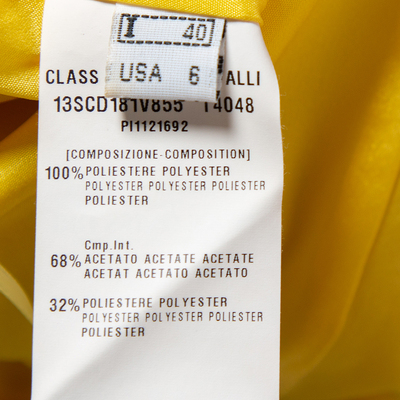 I 40
USA 6
CLASS ALLI
13SCD181V855 T4048
PI1121692
[COMPOSIZIONE-COMPOSITION]
100% POLIESTERE POLYESTER
POLYESTER POLYESTER POLIESTER
POLIESTER
Cmp.Int.
68% ACETATO ACETATE ACETATE
ACETAT ACETATO ACETATO
32% POLIESTERE POLYESTER
POLYESTER POLYESTER POLIESTER
POLIESTER